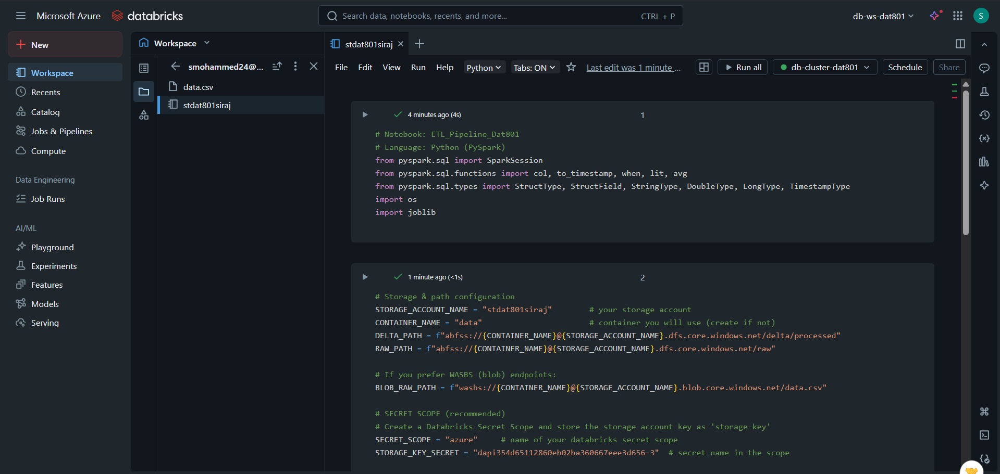 Microsoft Azure
databricks
Search data, notebooks, recents, and more...
CTRL + P
db-ws-dat801
S
New
Workspace
Recents
Catalog
Jobs & Pipelines
Compute
Data Engineering
Job Runs
AI/ML
Playground
Experiments
Features
Models
Serving
Workspace
smohammed24@...
data.csv
stdat801siraj
stdat801siraj
File Edit View Run Help Python Tabs: ON Last edit was 1 minute ... Run all db-cluster-dat801 Schedule Share
4 minutes ago (4s)
1
# Notebook: ETL_Pipeline_Dat801
# Language: Python (PySpark)
from pyspark.sql import SparkSession
from pyspark.sql.functions import col, to_timestamp, when, lit, avg
from pyspark.sql.types import StructType, StructField, StringType, DoubleType, LongType, TimestampType
import os
import joblib
1 minute ago (<1s)
2
# Storage & path configuration
STORAGE_ACCOUNT_NAME = "stdat801siraj" # your storage account
CONTAINER_NAME = "data" # container you will use (create if not)
DELTA_PATH = f"abfss://{CONTAINER_NAME}@{STORAGE_ACCOUNT_NAME}.dfs.core.windows.net/delta/processed"
RAW_PATH = f"abfss://{CONTAINER_NAME}@{STORAGE_ACCOUNT_NAME}.dfs.core.windows.net/raw"
# If you prefer WASBS (blob) endpoints:
BLOB_RAW_PATH = f"wasbs://{CONTAINER_NAME}@{STORAGE_ACCOUNT_NAME}.blob.core.windows.net/data.csv"
# SECRET SCOPE (recommended)
# Create a Databricks Secret Scope and store the storage account key as 'storage-key'
SECRET_SCOPE = "azure" # name of your databricks secret scope
STORAGE_KEY_SECRET = "dapi354d65112860eb02ba360667eee3d656-3" # secret name in the scope